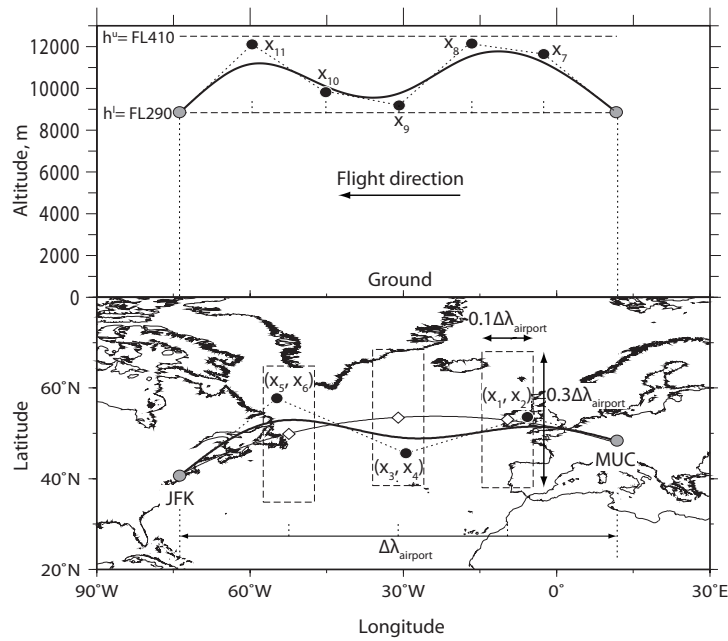 hᵘ= FL410
hˡ= FL290
x₁₁
x₁₀
x₉
x₈
x₇
12000
10000
8000
6000
4000
2000
0
Altitude, m
Flight direction
Ground
0.1Δλairport
0.3Δλairport
(x₅, x₆)
(x₃, x₄)
(x₁, x₂)
JFK
MUC
Δλairport
60°N
40°N
20°N
Latitude
90°W
60°W
30°W
0°
30°E
Longitude